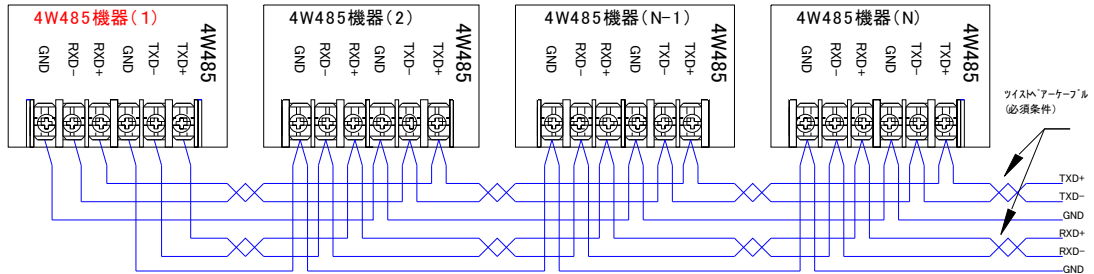 4W485機器(1)
4W485
GND
RXD-
RXD+
GND
TXD-
TXD+
4W485機器(2)
4W485
GND
RXD-
RXD+
GND
TXD-
TXD+
4W485機器(N-1)
4W485
GND
RXD-
RXD+
GND
TXD-
TXD+
4W485機器(N)
4W485
GND
RXD-
RXD+
GND
TXD-
TXD+
ツイストペアーケーブル
(必須条件)
TXD+
TXD-
GND
RXD+
RXD-
GND